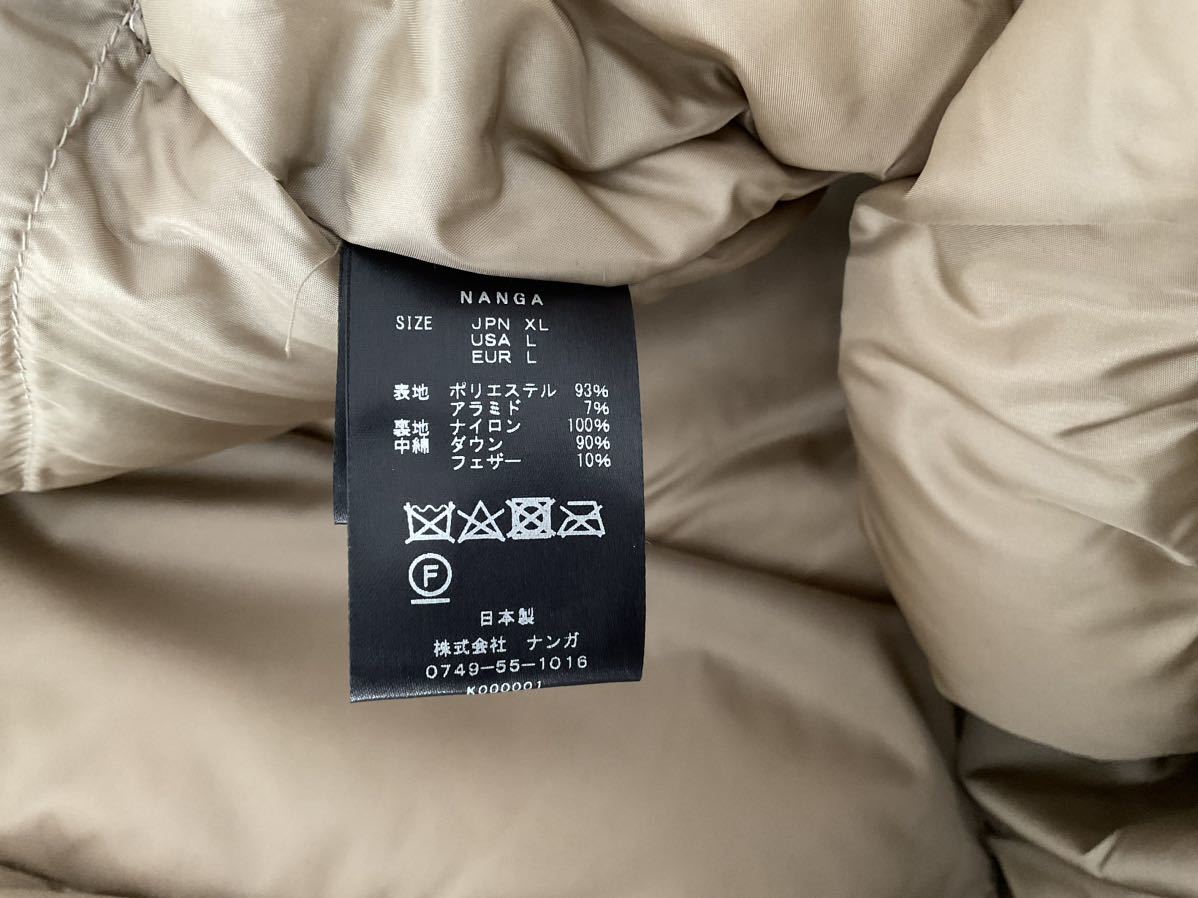 NANGA
SIZE JPN XL
USA L
EUR L
表地 ポリエステル 93%
アラミド 7%
裏地 ナイロン 100%
中綿 ダウン 90%
フェザー 10%
F
日本製
株式会社 ナンガ
0749-55-1016
K000001